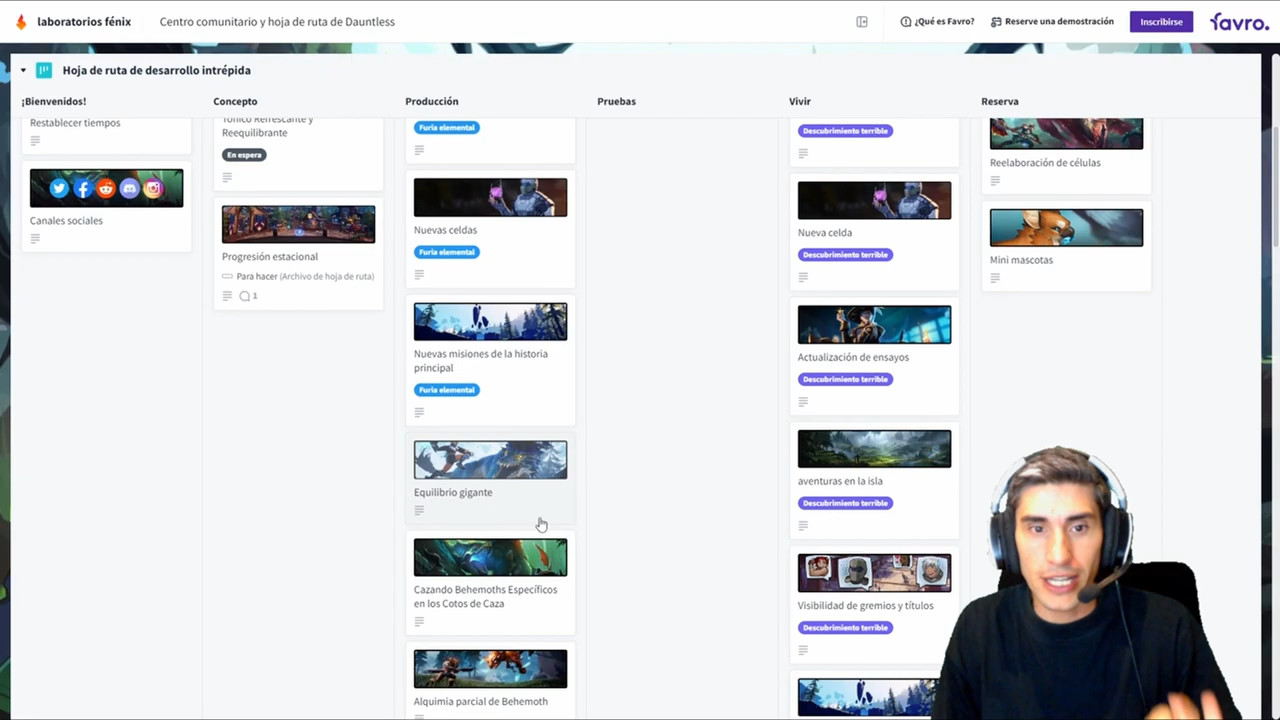 laboratorios fénix
Centro comunitario y hoja de ruta de Dauntless
¿Qué es Favro?
Reserve una demostración
Inscribirse
favro.
Hoja de ruta de desarrollo intrépida
¡Bienvenidos!
Restablecer tiempos
Canales sociales
Concepto
Tónico Refrescante y
Reequilibrante
En espera
Progresión estacional
Para hacer (Archivo de hoja de ruta)
1
Producción
Furia elemental
Nuevas celdas
Furia elemental
Nuevas misiones de la historia
principal
Furia elemental
Equilibrio gigante
Cazando Behemoths Específicos
en los Cotos de Caza
Alquimia parcial de Behemoth
Pruebas
Vivir
Descubrimiento terrible
Nueva celda
Descubrimiento terrible
Actualización de ensayos
Descubrimiento terrible
aventuras en la isla
Descubrimiento terrible
Visibilidad de gremios y títulos
Descubrimiento terrible
Reserva
Reelaboración de células
Mini mascotas